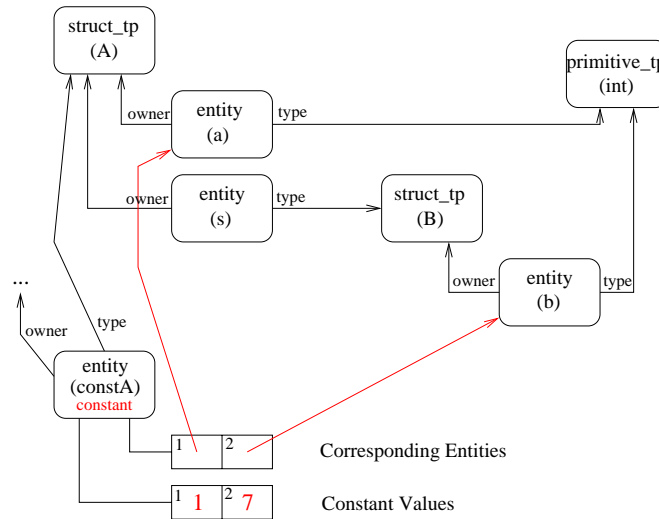 struct_tp
(A)
primitive_tp
(int)
owner
entity
(a)
type
owner
entity
(s)
type
struct_tp
(B)
owner
entity
(b)
type
...
owner
type
entity
(constA)
constant
1 2
Corresponding Entities
1 1 2 7
Constant Values